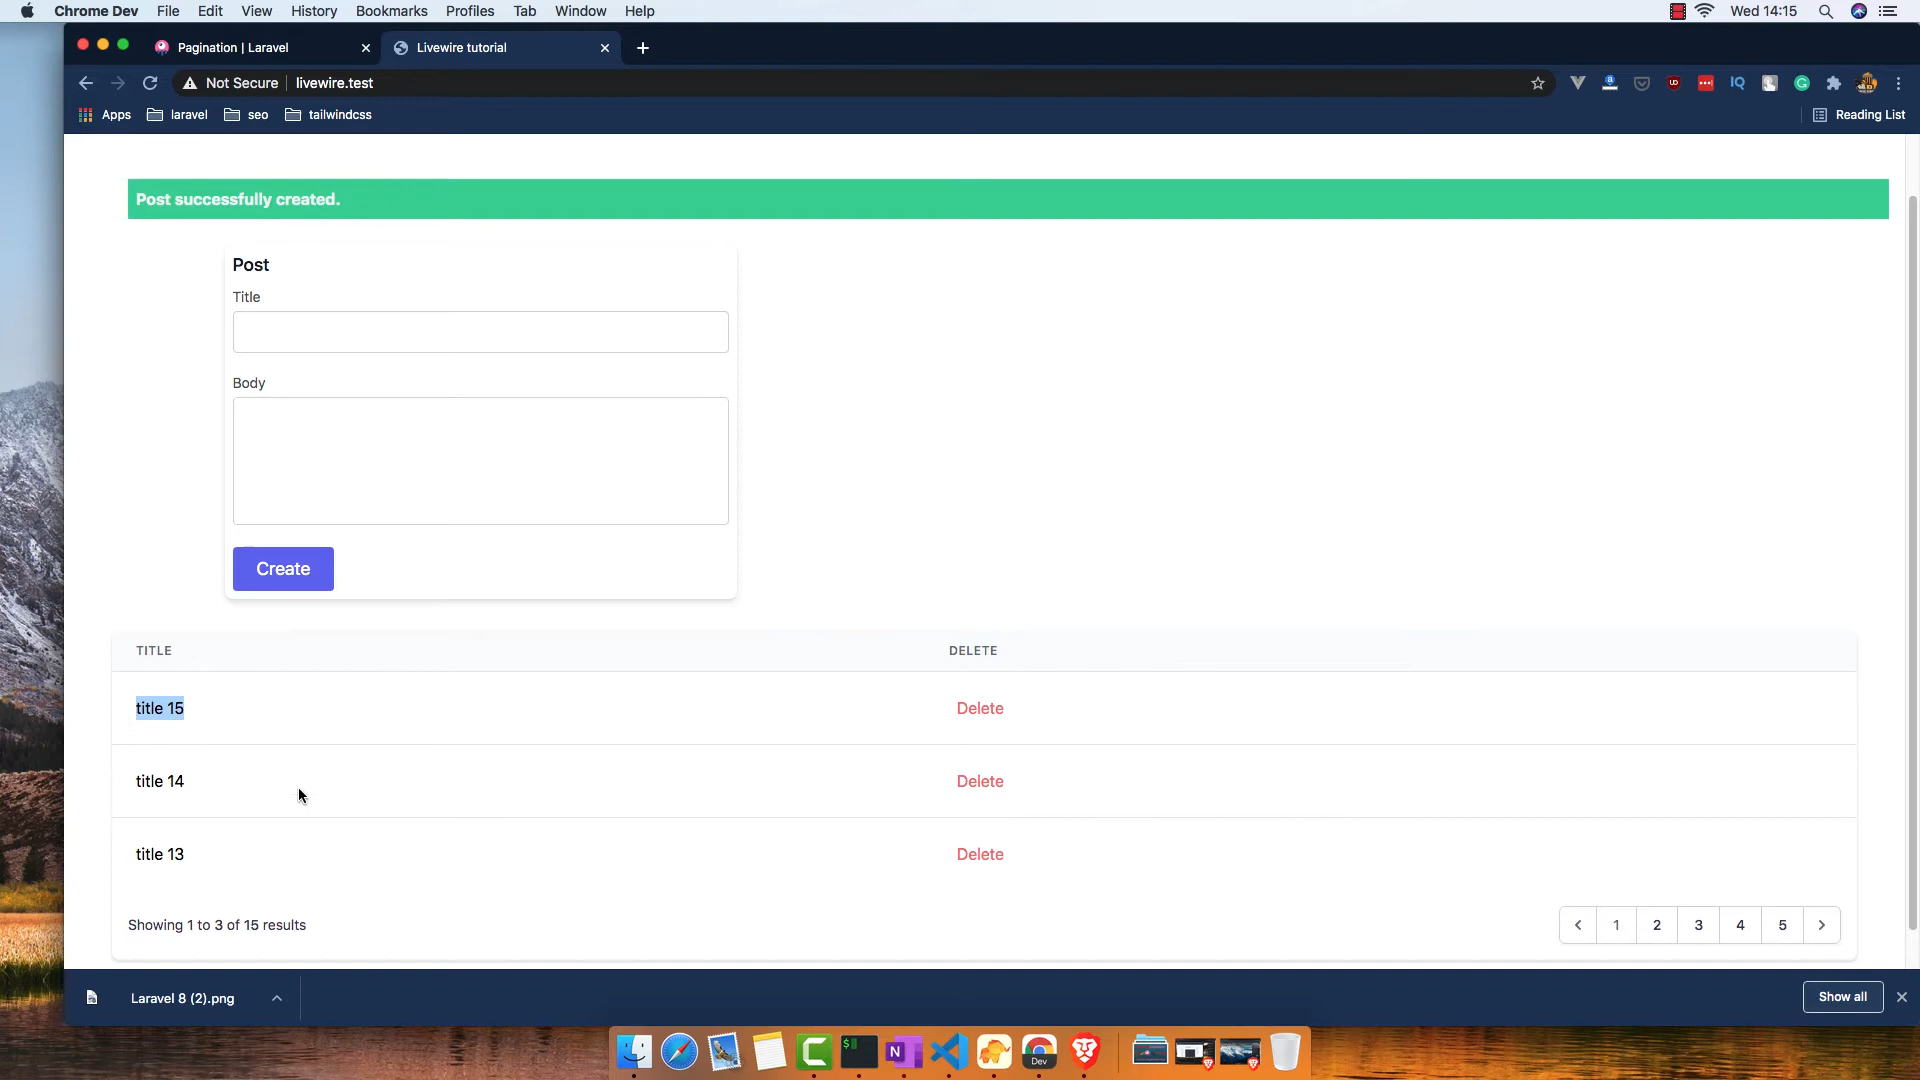 Chrome Dev File Edit View History Bookmarks Profiles Tab Window Help Wed 14:15
Pagination | Laravel Livewire tutorial
Not Secure livewire.test
Apps laravel seo tailwindcss Reading List
Post successfully created.
Post
Title
Body
Create
TITLE DELETE
title 15 Delete
title 14 Delete
title 13 Delete
Showing 1 to 3 of 15 results 1 2 3 4 5
Laravel 8 (2).png Show all
Dev